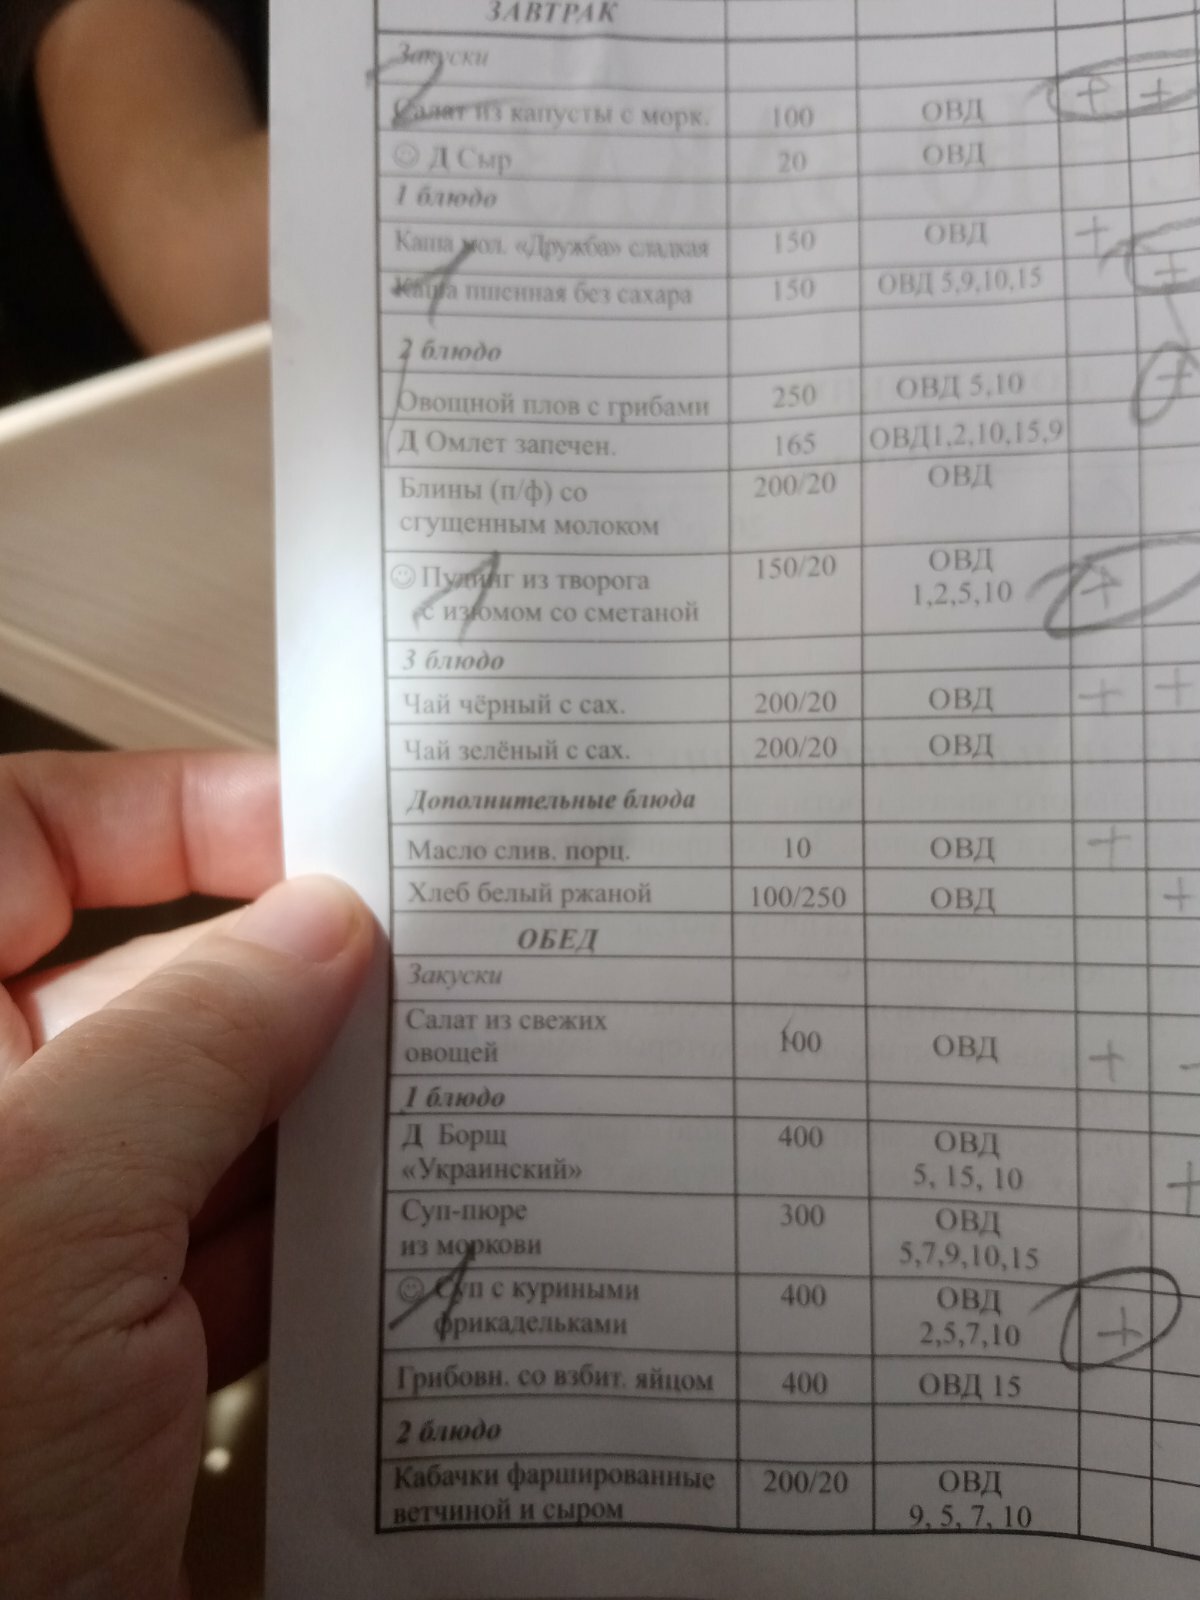 ЗАВТРАК
Закуски
Салат из капусты с морк. 100 ОВД + +
☺ Д Сыр 20 ОВД
1 блюдо
Каша мол. «Дружба» сладкая 150 ОВД +
Каша пшенная без сахара 150 ОВД 5,9,10,15 +
2 блюдо
Овощной плов с грибами 250 ОВД 5,10 +
Д Омлет запечен. 165 ОВД1,2,10,15,9
Блины (п/ф) со 200/20 ОВД
сгущенным молоком
☺ Пудинг из творога 150/20 ОВД +
с изюмом со сметаной 1,2,5,10
3 блюдо
Чай чёрный с сах. 200/20 ОВД + +
Чай зелёный с сах. 200/20 ОВД
Дополнительные блюда
Масло слив. порц. 10 ОВД +
Хлеб белый ржаной 100/250 ОВД +
ОБЕД
Закуски
Салат из свежих
овощей 100 ОВД +
1 блюдо
Д Борщ 400 ОВД
«Украинский» 5, 15, 10 +
Суп-пюре 300 ОВД
из моркови 5,7,9,10,15
☺ Суп с куриными 400 ОВД
фрикадельками 2,5,7,10 +
Грибовн. со взбит. яйцом 400 ОВД 15
2 блюдо
Кабачки фаршированные 200/20 ОВД
ветчиной и сыром 9, 5, 7, 10